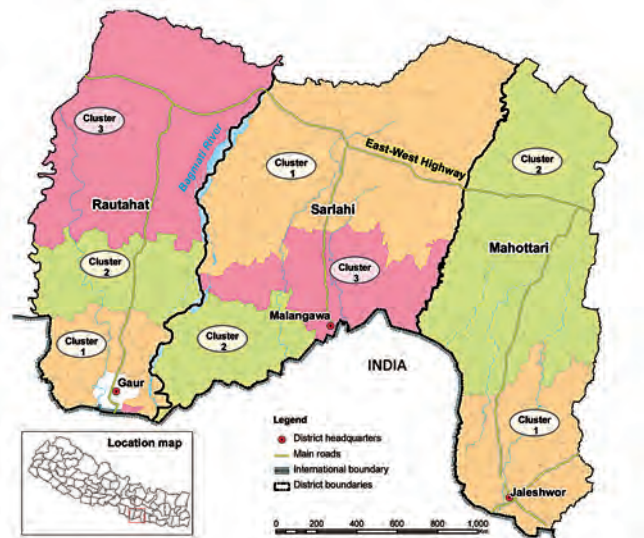 Cluster
3
Bagmati River
Cluster
1
East-West Highway
Cluster
2
Rautahat
Sarlahi
Mahottari
Cluster
2
Cluster
3
Malangawa
Cluster
1
Cluster
2
Gaur
INDIA
Cluster
1
Location map
Legend
District headquarters
Main roads
International boundary
District boundaries
Jaleshwor
0 200 400 600 800 1,000